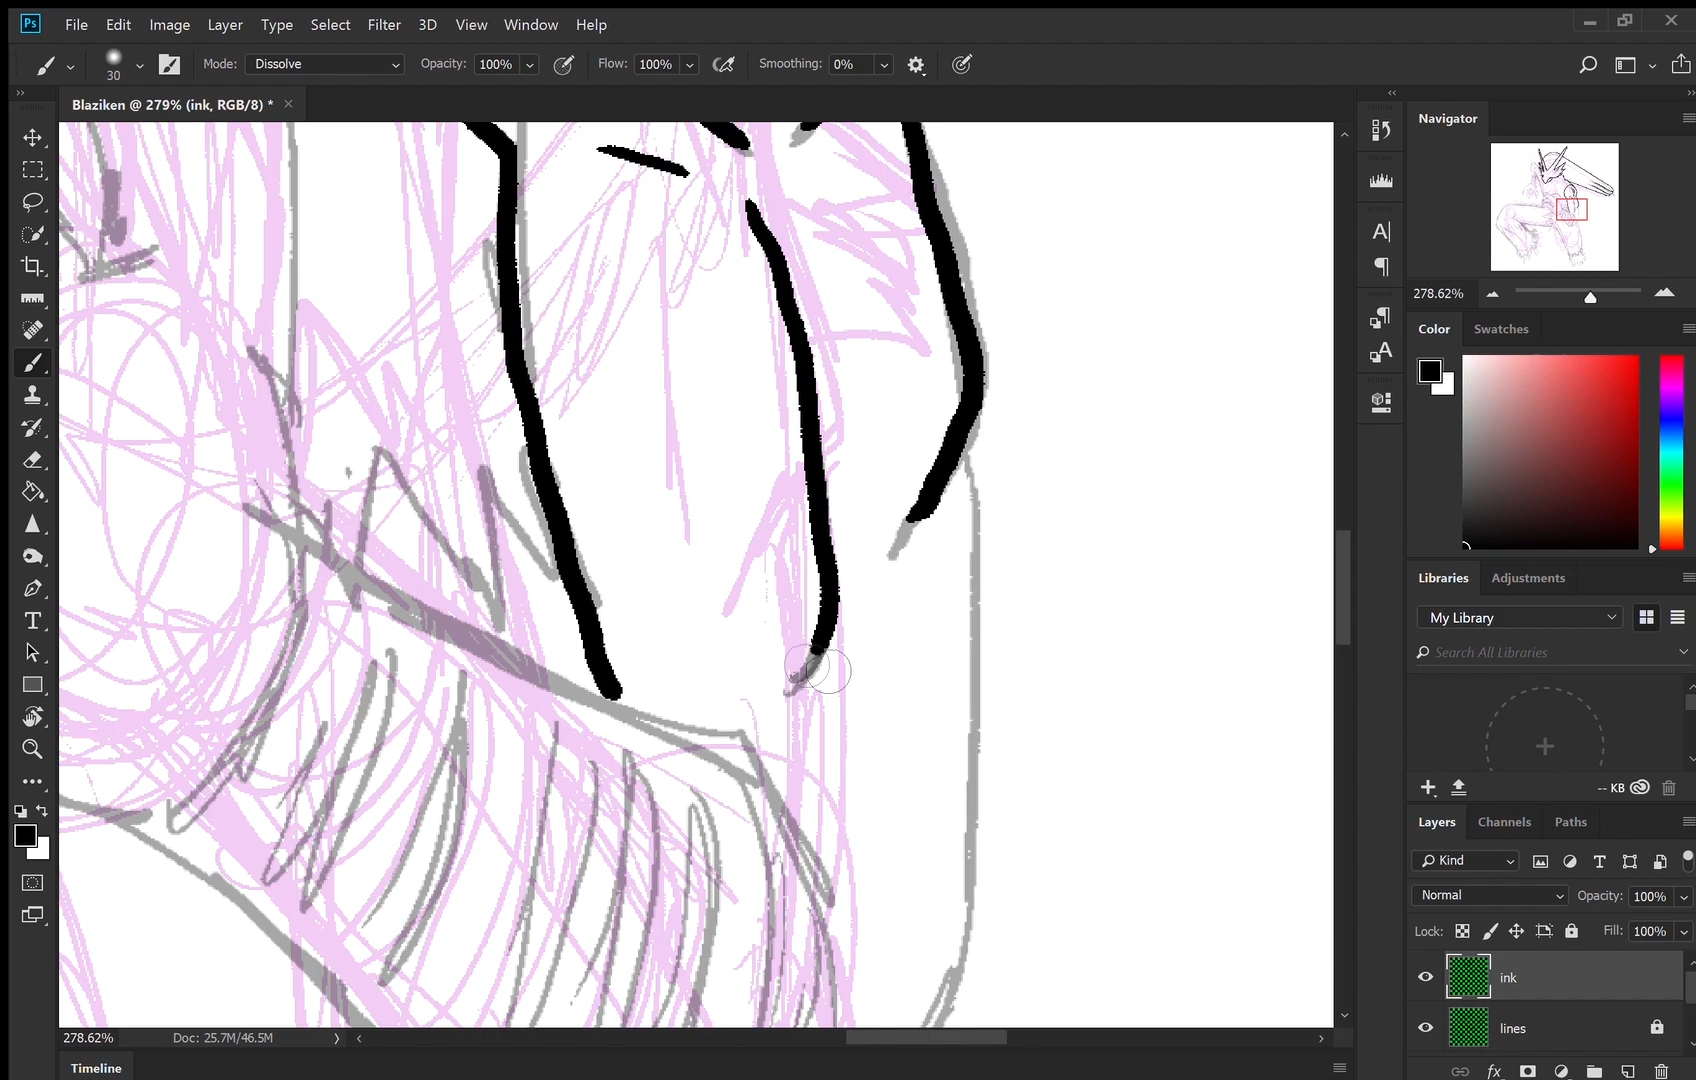 Ps File Edit Image Layer Type Select Filter 3D View Window Help
30 Mode: Dissolve Opacity: 100% Flow: 100% Smoothing: 0%
Blaziken @ 279% (ink, RGB/8) *
Navigator
278.62%
Color Swatches
Libraries Adjustments
My Library
Search All Libraries
-- KB
Layers Channels Paths
Kind
Normal Opacity: 100%
Lock: Fill: 100%
ink
lines
fx
278.62% Doc: 25.7M/46.5M
Timeline